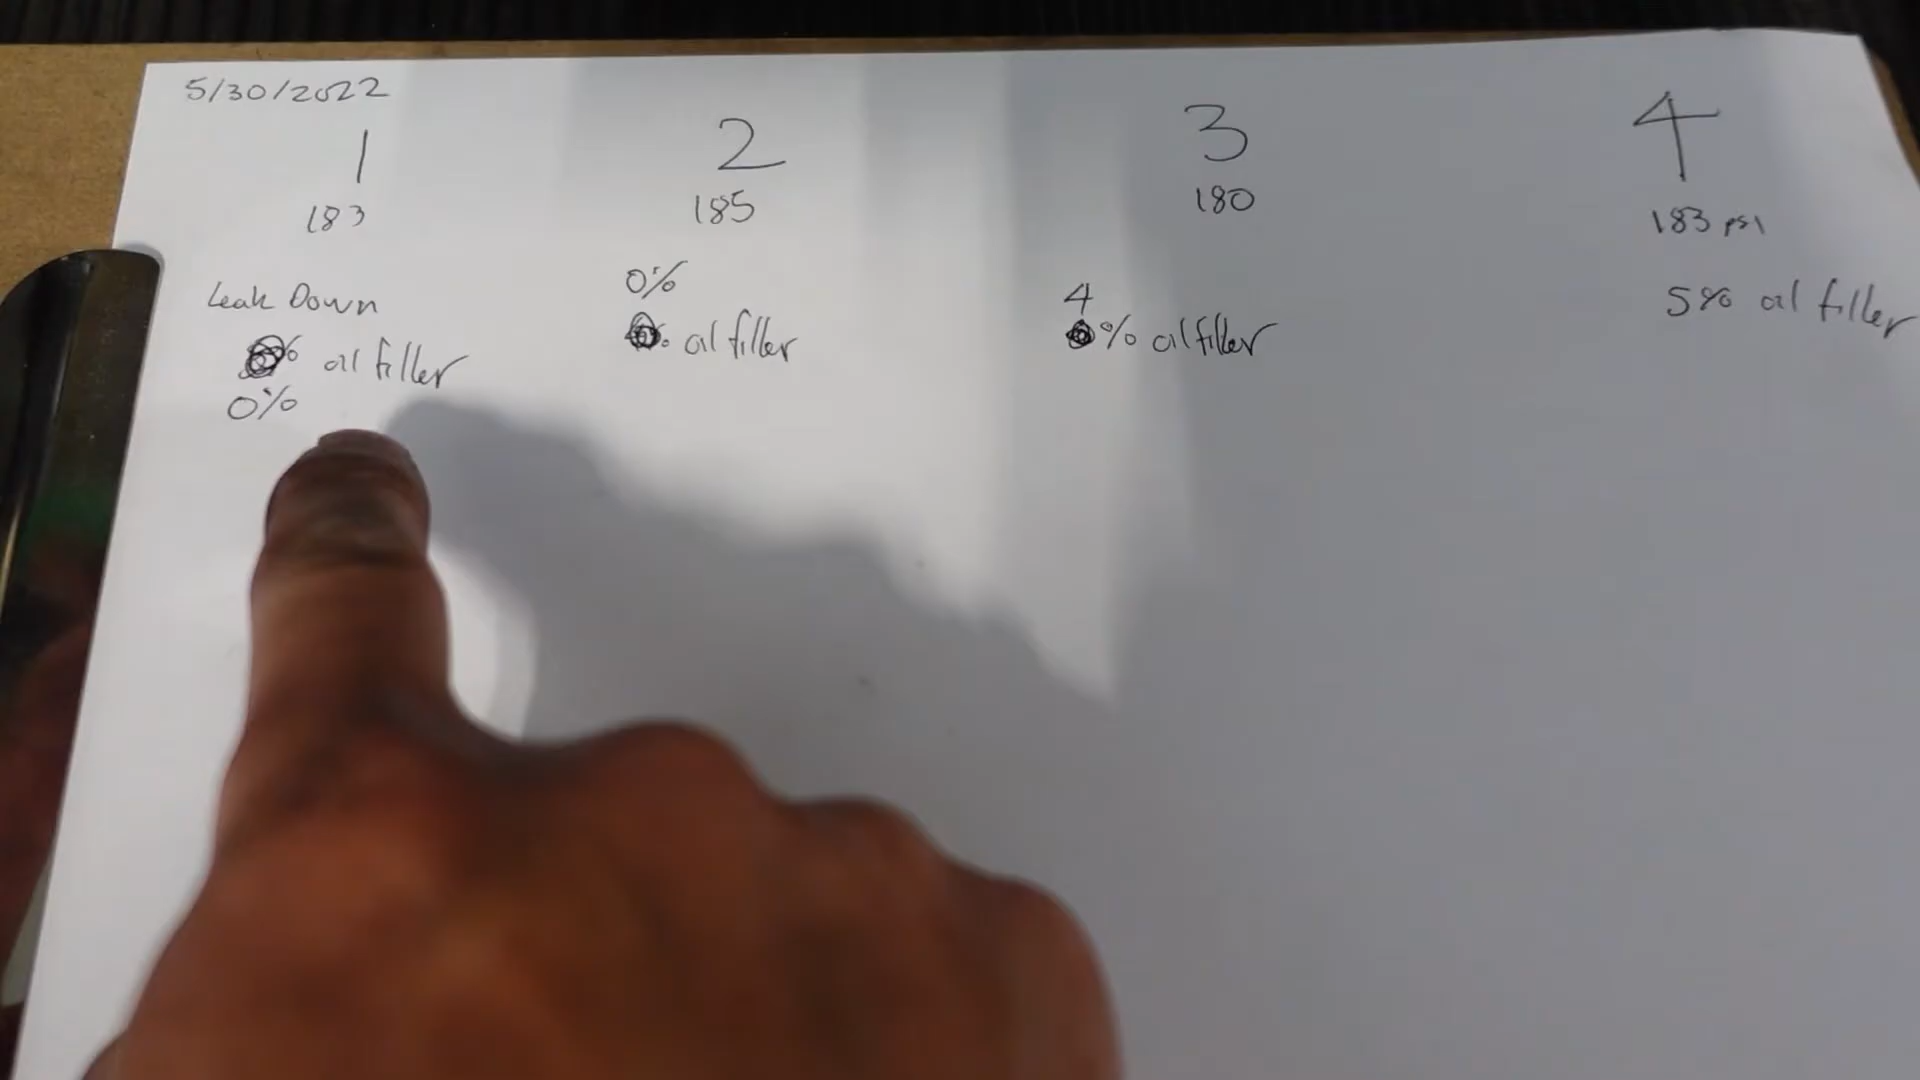 5/30/2022
1 2 3 4
183 185 180 183 psi
Leak Down
% oil filler
0%
0%
oil filler
4
% oil filler
5% oil filler